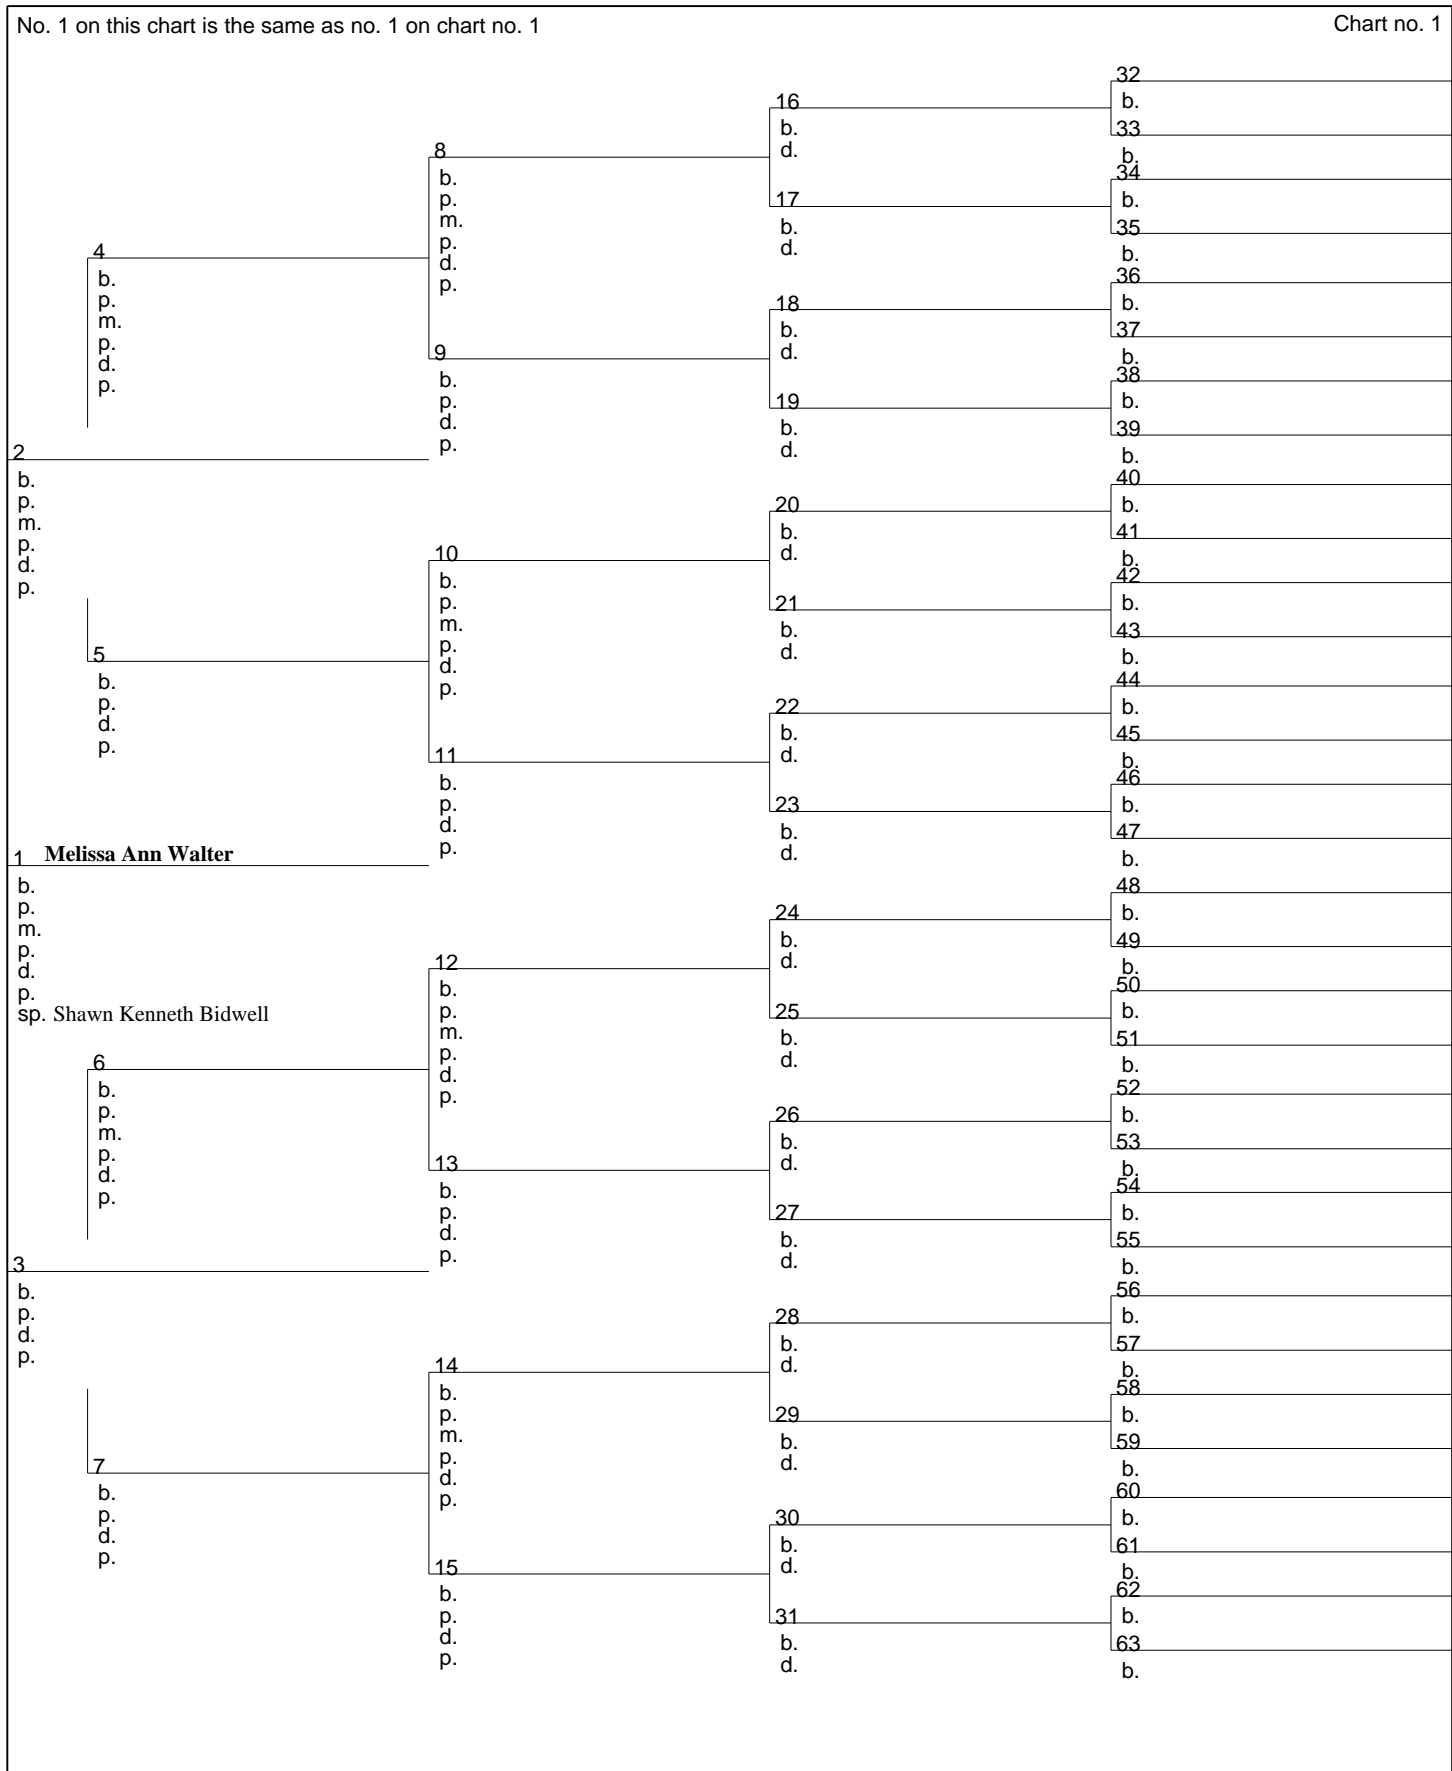 No. 1 on this chart is the same as no. 1 on chart no. 1
Chart no. 1
2
b.
p.
m.
p.
d.
p.
1 Melissa Ann Walter
b.
p.
m.
p.
d.
p.
sp. Shawn Kenneth Bidwell
3
b.
p.
d.
p.
4
b.
p.
m.
p.
d.
p.
5
b.
p.
d.
p.
6
b.
p.
m.
p.
d.
p.
7
b.
p.
d.
p.
8
b.
p.
m.
p.
d.
p.
9
b.
p.
d.
p.
10
b.
p.
m.
p.
d.
p.
11
b.
p.
d.
p.
12
b.
p.
m.
p.
d.
p.
13
b.
p.
d.
p.
14
b.
p.
m.
p.
d.
p.
15
b.
p.
d.
p.
16
b.
d.
17
b.
d.
18
b.
d.
19
b.
d.
20
b.
d.
21
b.
d.
22
b.
d.
23
b.
d.
24
b.
d.
25
b.
d.
26
b.
d.
27
b.
d.
28
b.
d.
29
b.
d.
30
b.
d.
31
b.
d.
32
b.
33
b.
34
b.
35
b.
36
b.
37
b.
38
b.
39
b.
40
b.
41
b.
42
b.
43
b.
44
b.
45
b.
46
b.
47
b.
48
b.
49
b.
50
b.
51
b.
52
b.
53
b.
54
b.
55
b.
56
b.
57
b.
58
b.
59
b.
60
b.
61
b.
62
b.
63
b.